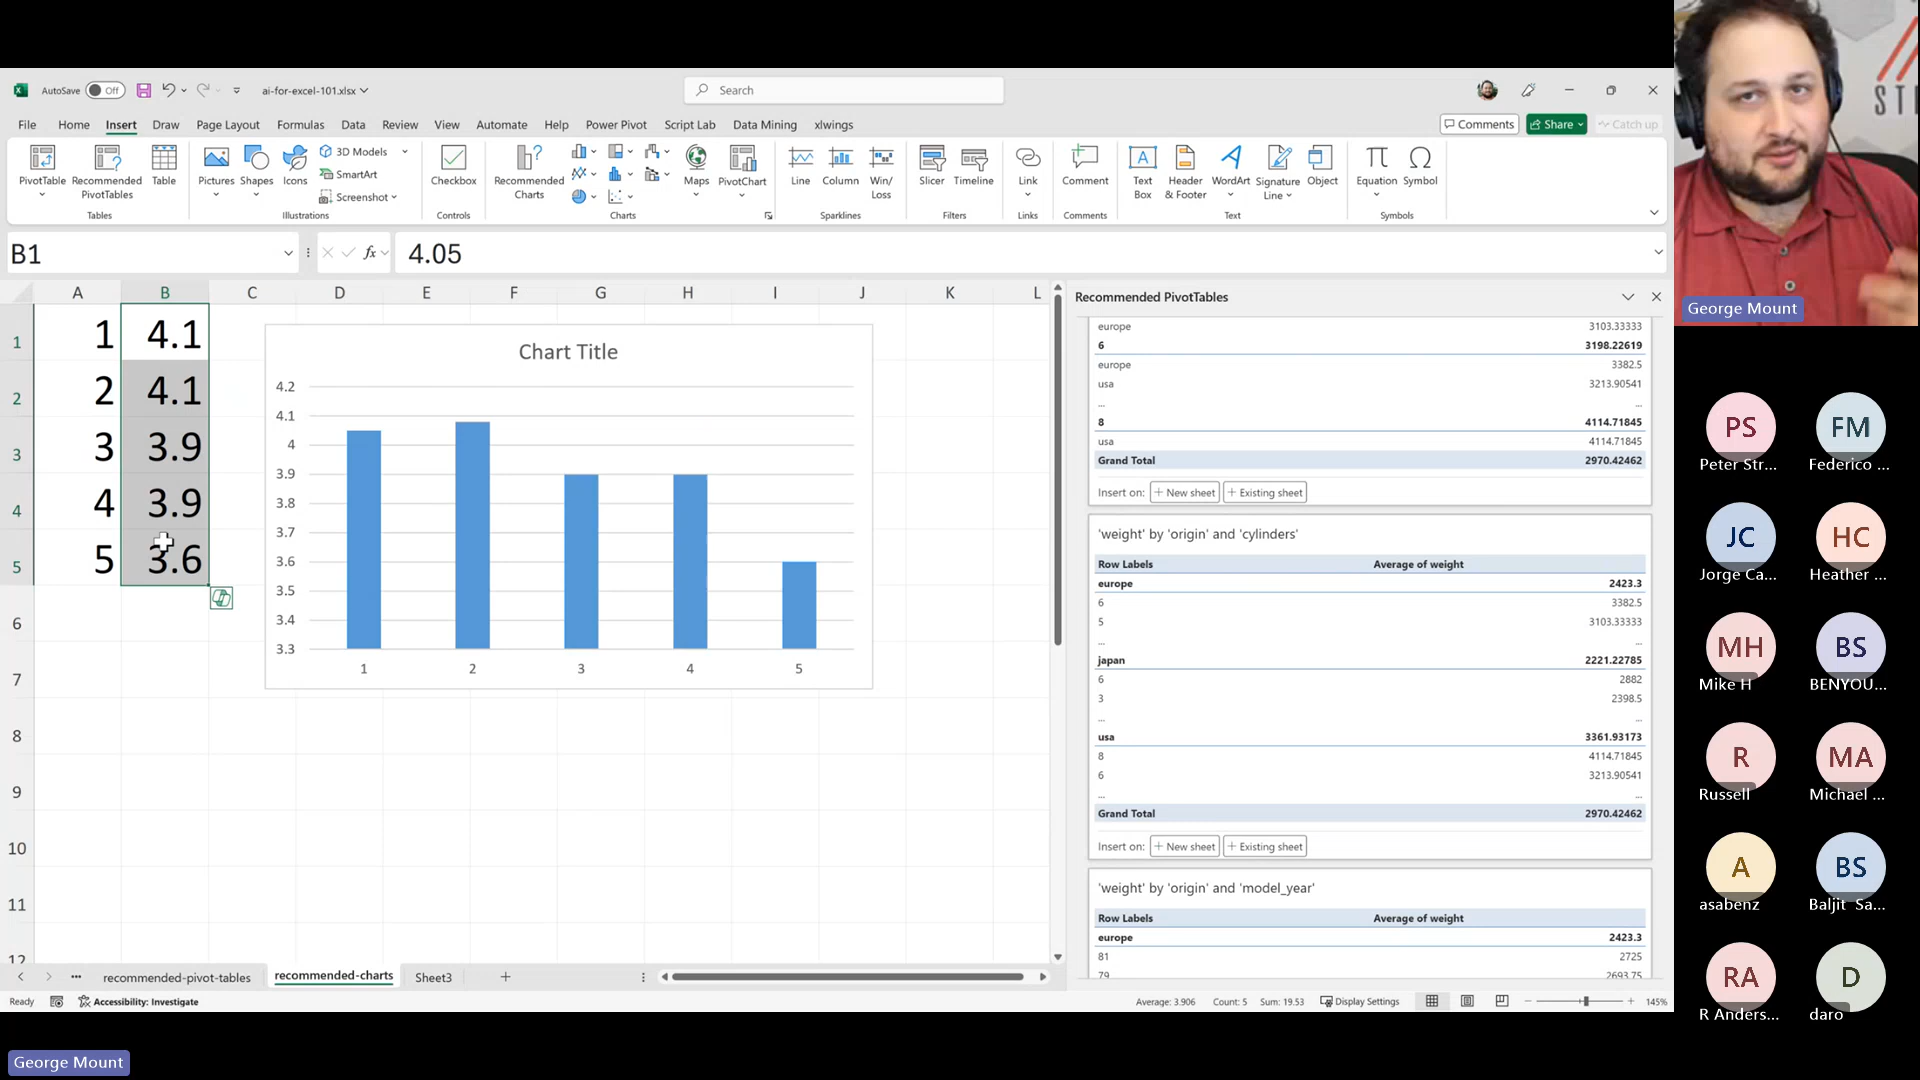 AutoSave Off ai-for-excel-101.xlsx Search
File Home Insert Draw Page Layout Formulas Data Review View Automate Help Power Pivot Script Lab Data Mining xlwings Comments Share Catch up
PivotTable Recommended PivotTables Table
Tables
Pictures Shapes Icons 3D Models SmartArt Screenshot
Illustrations
Checkbox
Controls
Recommended Charts Maps PivotChart
Charts
Line Column Win/Loss
Sparklines
Slicer Timeline
Filters
Link
Links
Comment
Comments
Text Box Header & Footer WordArt Signature Line Object
Text
Equation Symbol
Symbols
B1 fx 4.05
A B C D E F G H I J K L
1 1 4.1
2 2 4.1
3 3 3.9
4 4 3.9
5 5 3.6
6
7
8
9
10
11
12
Chart Title
4.2
4.1
4
3.9
3.8
3.7
3.6
3.5
3.4
3.3
1 2 3 4 5
Recommended PivotTables
europe 3103.33333
6 3198.22619
europe 3382.5
usa 3213.90541
... ...
8 4114.71845
usa 4114.71845
Grand Total 2970.42462
Insert on: + New sheet + Existing sheet
'weight' by 'origin' and 'cylinders'
Row Labels Average of weight
europe 2423.3
6 3382.5
5 3103.33333
... ...
japan 2221.22785
6 2882
3 2398.5
... ...
usa 3361.93173
8 4114.71845
6 3213.90541
... ...
Grand Total 2970.42462
Insert on: + New sheet + Existing sheet
'weight' by 'origin' and 'model_year'
Row Labels Average of weight
europe 2423.3
81 2725
79 2693.75
... recommended-pivot-tables recommended-charts Sheet3 +
Ready Accessibility: Investigate Average: 3.906 Count: 5 Sum: 19.53 Display Settings 145%
George Mount
ST
George Mount
PS
Peter Str...
FM
Federico ...
JC
Jorge Ca...
HC
Heather ...
MH
Mike H
BS
BENYOU...
R
Russell
MA
Michael ...
A
asabenz
BS
Baljit Sa...
RA
R Anders...
D
daro